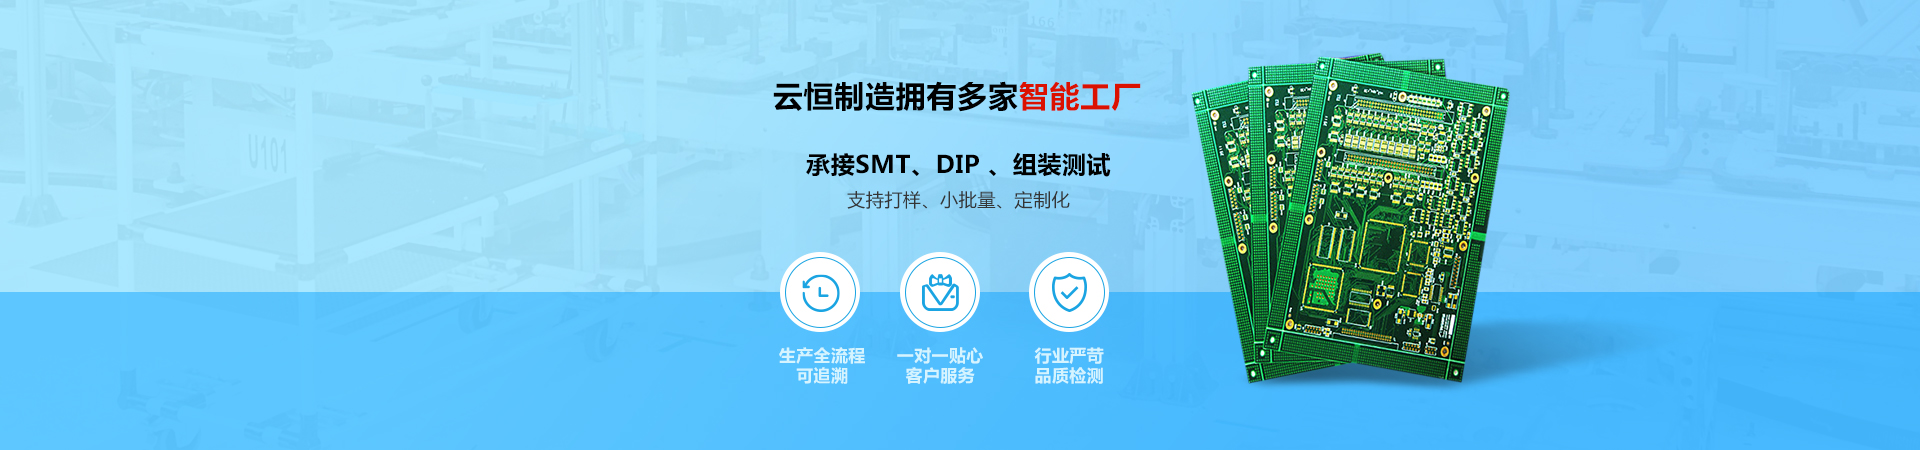 云恒制造拥有多家智能工厂
承接SMT、DIP 、组装测试
支持打样、小批量、定制化
生产全流程
可追溯
一对一贴心
客户服务
行业严苛
品质检测
U101
166